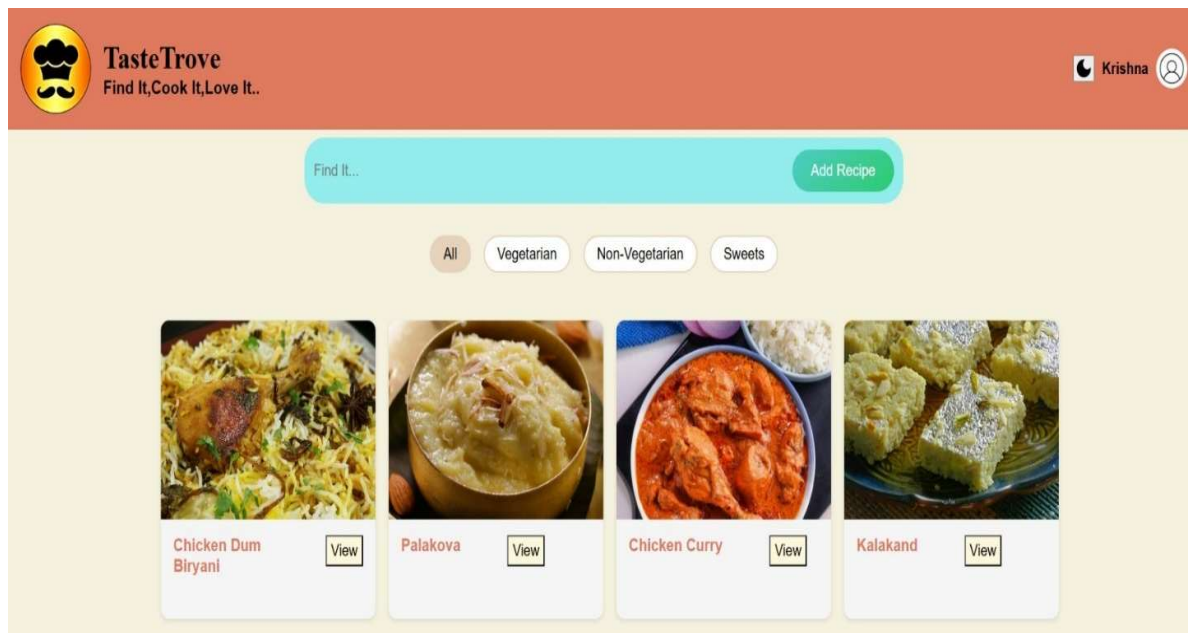 TasteTrove
Find It,Cook It,Love It..
Krishna
Find It...
Add Recipe
All
Vegetarian
Non-Vegetarian
Sweets
Chicken Dum
Biryani
View
Palakova
View
Chicken Curry
View
Kalakand
View